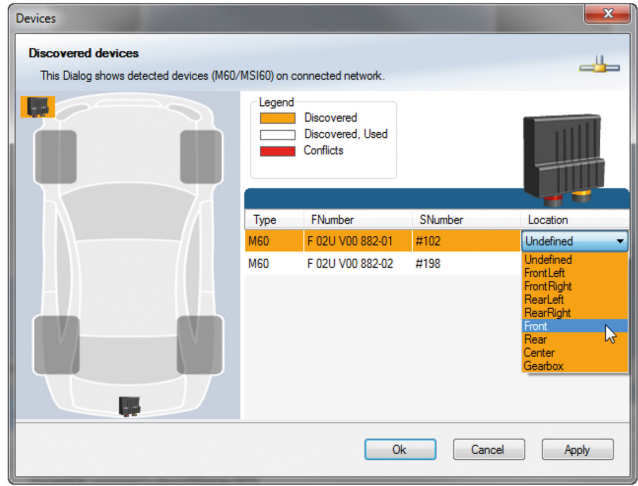 Devices
Discovered devices
This Dialog shows detected devices (M60/MSI60) on connected network.
Legend
Discovered
Discovered, Used
Conflicts
Type FNumber SNumber Location
M60 F 02U V00 882-01 #102 Undefined
M60 F 02U V00 882-02 #198
Undefined
FrontLeft
FrontRight
RearLeft
RearRight
Front
Rear
Center
Gearbox
Ok Cancel Apply